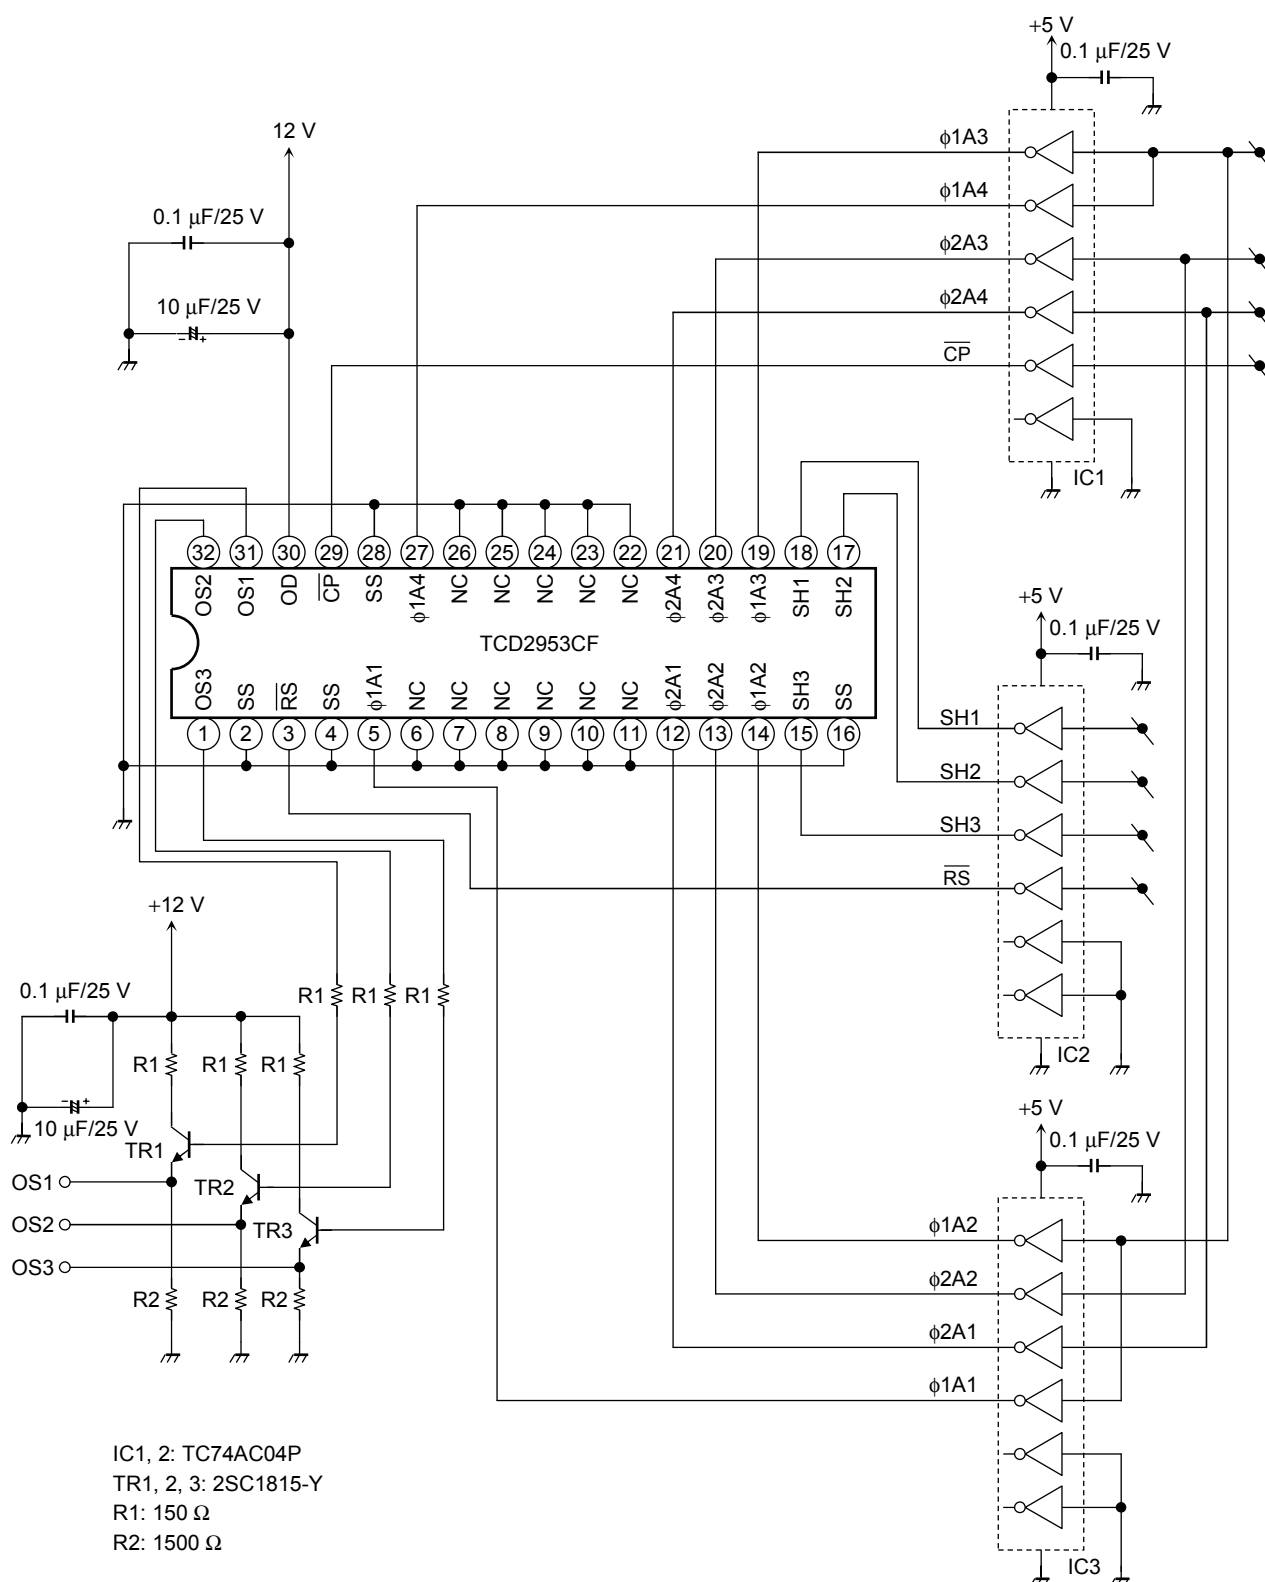 +5 V
0.1 μF/25 V
12 V
0.1 μF/25 V
10 μF/25 V
- +
ϕ1A3
ϕ1A4
ϕ2A3
ϕ2A4
C̅P̅
IC1
32 31 30 29 28 27 26 25 24 23 22 21 20 19 18 17
OS2 OS1 OD C̅P̅ SS ϕ1A4 NC NC NC NC NC ϕ2A4 ϕ2A3 ϕ1A3 SH1 SH2
TCD2953CF
OS3 SS R̅S̅ SS ϕ1A1 NC NC NC NC NC NC ϕ2A1 ϕ2A2 ϕ1A2 SH3 SS
1 2 3 4 5 6 7 8 9 10 11 12 13 14 15 16
+5 V
0.1 μF/25 V
SH1
SH2
SH3
R̅S̅
IC2
+12 V
0.1 μF/25 V
R1 R1 R1
R1 R1 R1
- +
10 μF/25 V
TR1
TR2
TR3
OS1
OS2
OS3
R2 R2 R2
+5 V
0.1 μF/25 V
ϕ1A2
ϕ2A2
ϕ2A1
ϕ1A1
IC3
IC1, 2: TC74AC04P
TR1, 2, 3: 2SC1815-Y
R1: 150 Ω
R2: 1500 Ω